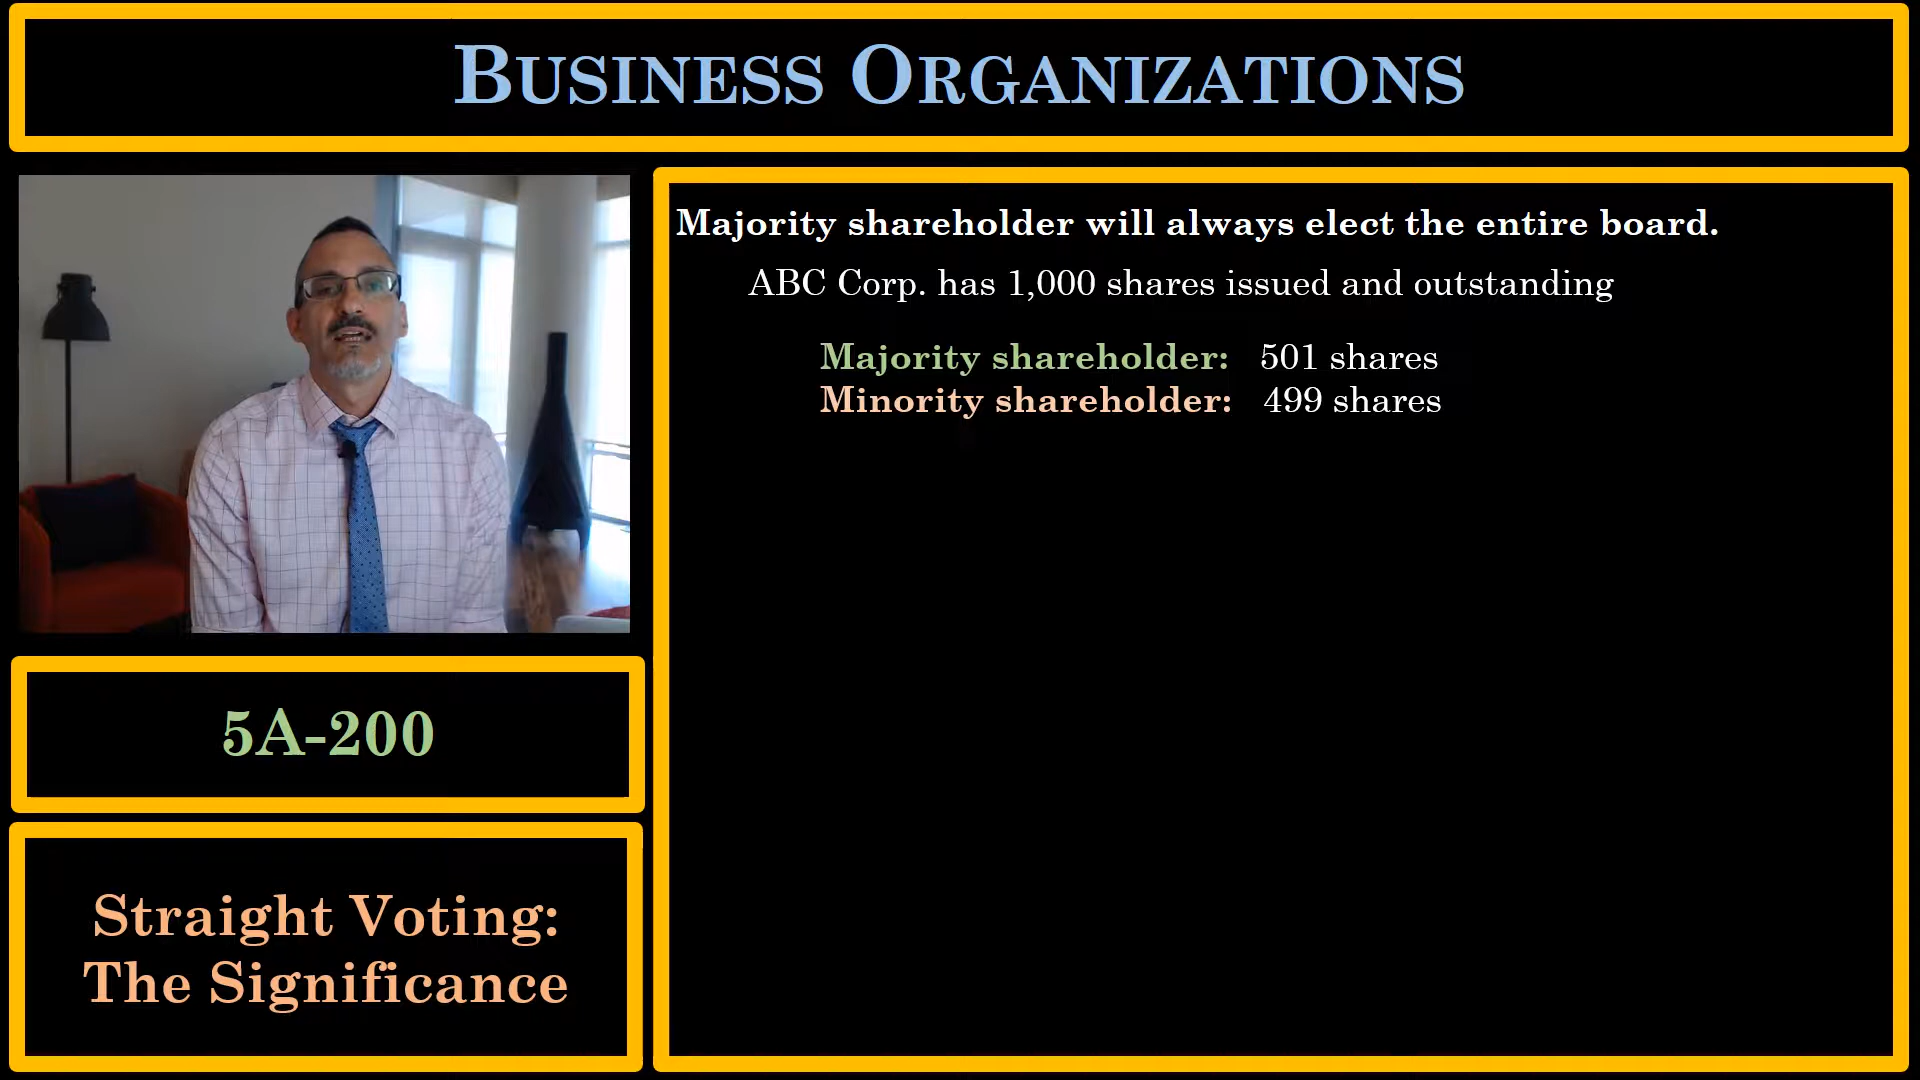 BUSINESS ORGANIZATIONS
Majority shareholder will always elect the entire board.
ABC Corp. has 1,000 shares issued and outstanding
Majority shareholder: 501 shares
Minority shareholder: 499 shares
5A-200
Straight Voting:
The Significance